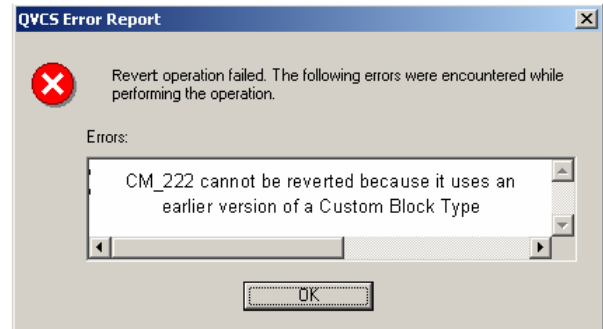 QVCS Error Report
Revert operation failed. The following errors were encountered while
performing the operation.
Errors:
CM_222 cannot be reverted because it uses an
earlier version of a Custom Block Type
OK